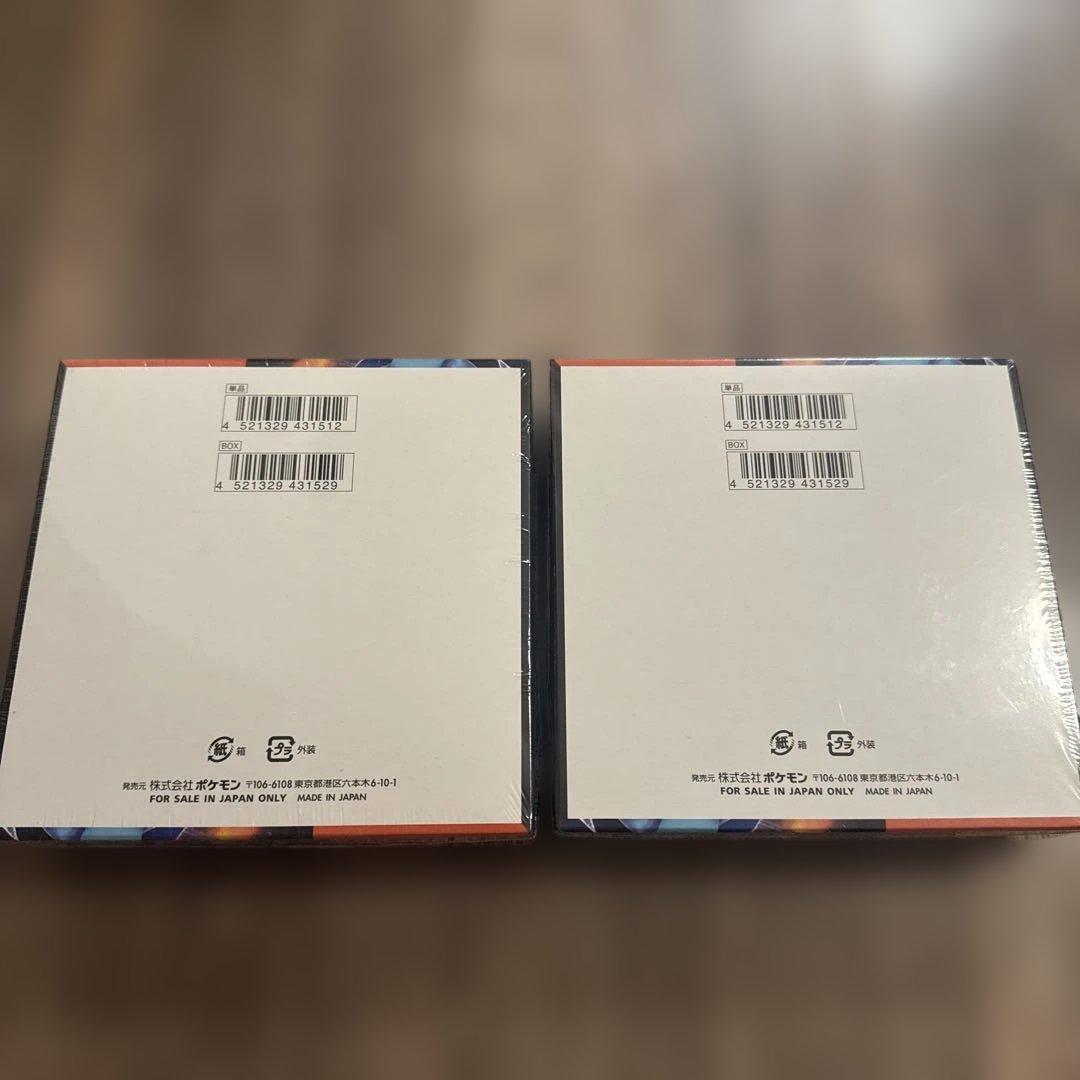 単品
4 521329 431512
BOX
4 521329 431529
紙 箱 プラ 外装
発売元 株式会社ポケモン 〒106-6108 東京都港区六本木6-10-1
FOR SALE IN JAPAN ONLY MADE IN JAPAN
単品
4 521329 431512
BOX
4 521329 431529
紙 箱 プラ 外装
発売元 株式会社ポケモン 〒106-6108 東京都港区六本木6-10-1
FOR SALE IN JAPAN ONLY MADE IN JAPAN